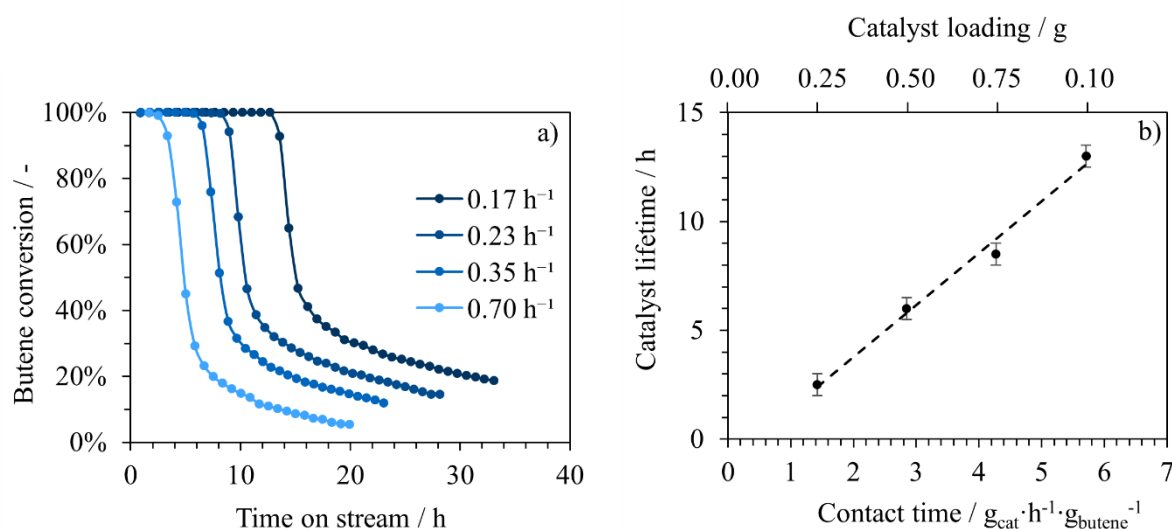 a)
100%
80%
60%
40%
20%
0%
Butene conversion / -
0.17 h⁻¹
0.23 h⁻¹
0.35 h⁻¹
0.70 h⁻¹
0 10 20 30 40
Time on stream / h
Catalyst loading / g
0.00 0.25 0.50 0.75 0.10
b)
15
10
5
0
Catalyst lifetime / h
0 1 2 3 4 5 6 7
Contact time / g_cat·h⁻¹·g_butene⁻¹